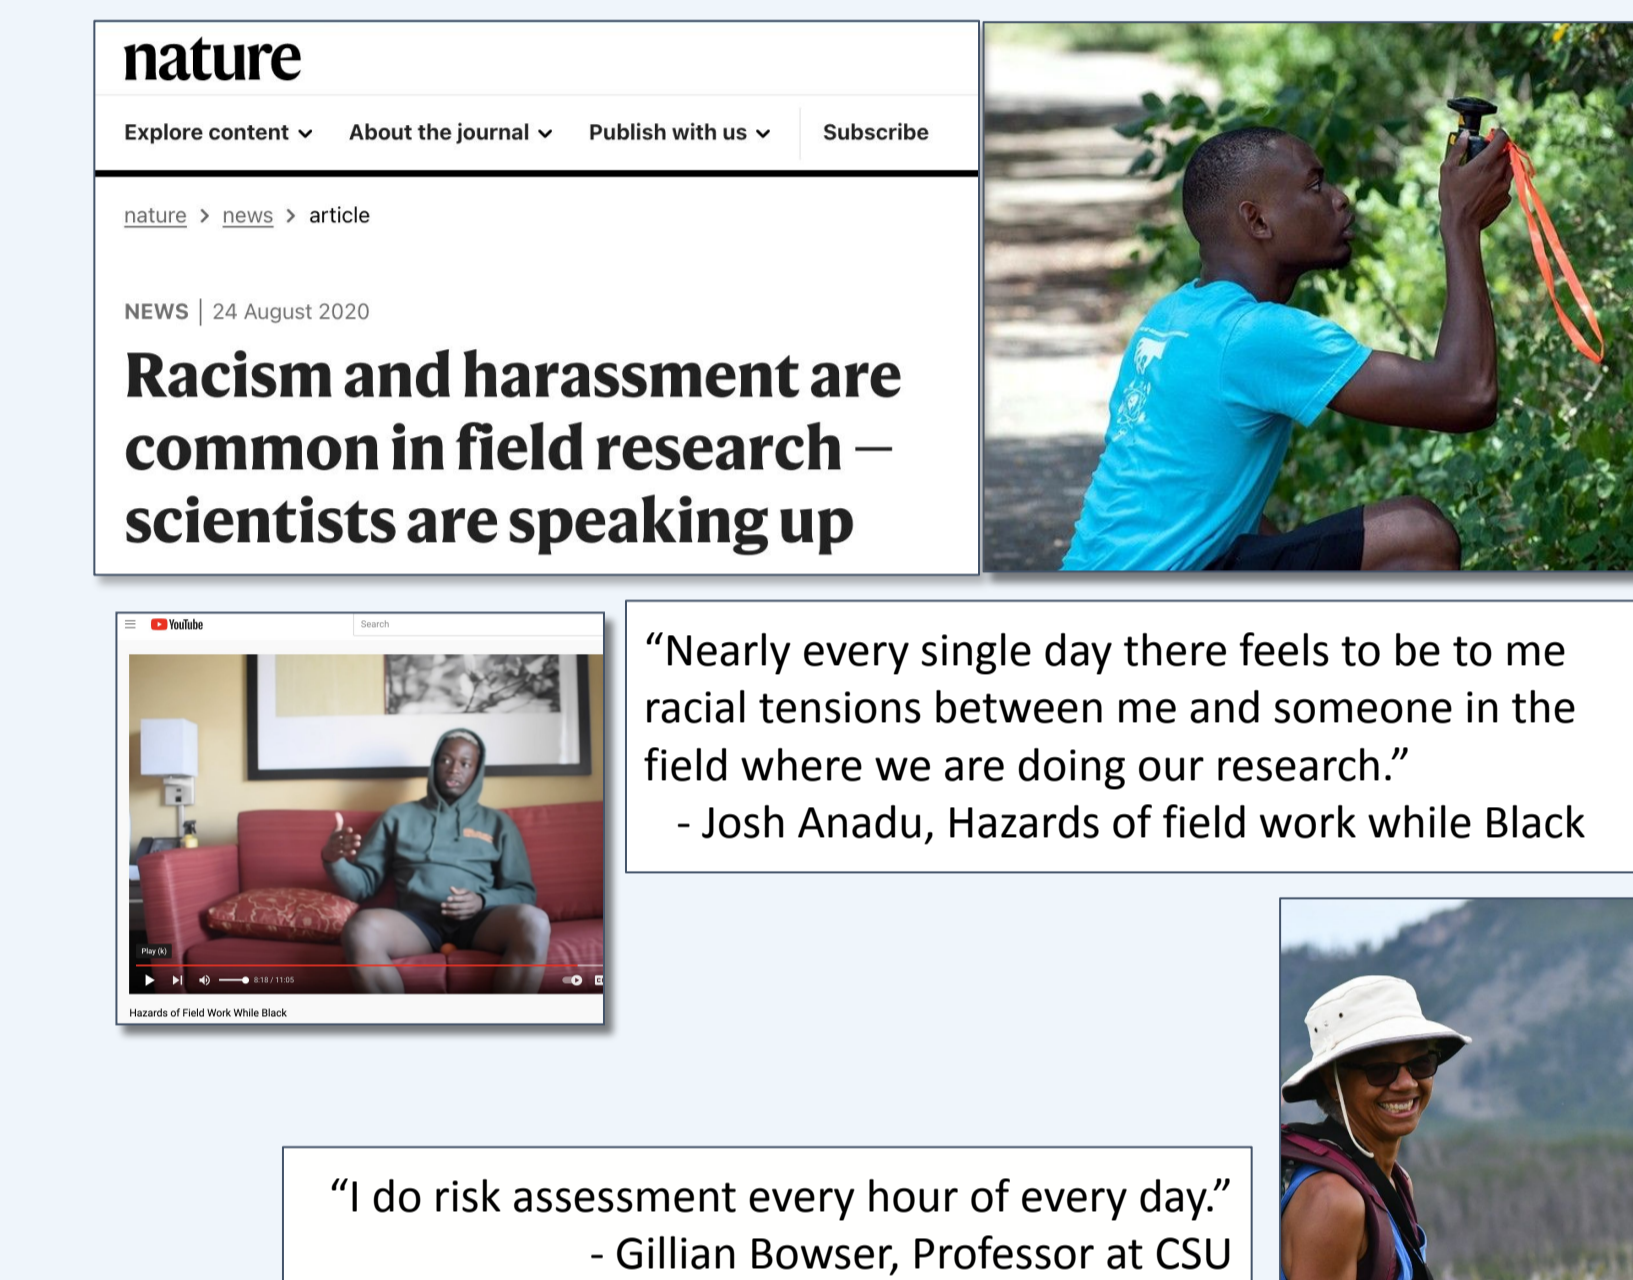 nature
Explore content About the journal Publish with us Subscribe
nature > news > article
NEWS | 24 August 2020
Racism and harassment are
common in field research —
scientists are speaking up
YouTube
Search
Play (k)
8:18 / 11:05
Hazards of Field Work While Black
“Nearly every single day there feels to be to me
racial tensions between me and someone in the
field where we are doing our research.”
- Josh Anadu, Hazards of field work while Black
“I do risk assessment every hour of every day.”
- Gillian Bowser, Professor at CSU